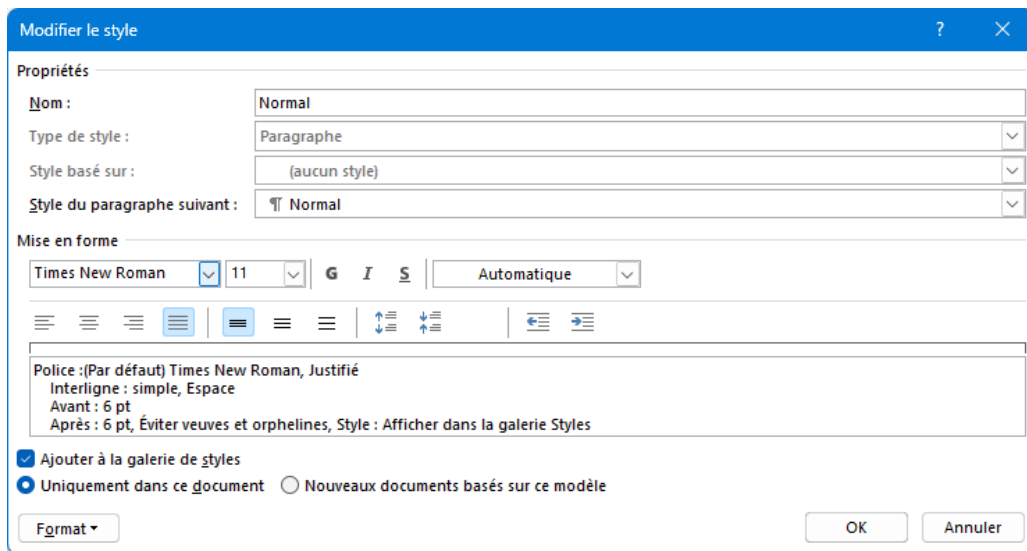 Modifier le style ?
Propriétés
Nom : Normal
Type de style : Paragraphe
Style basé sur : (aucun style)
Style du paragraphe suivant : ¶ Normal
Mise en forme
Times New Roman 11 G I S Automatique
Police :(Par défaut) Times New Roman, Justifié
Interligne : simple, Espace
Avant : 6 pt
Après : 6 pt, Éviter veuves et orphelines, Style : Afficher dans la galerie Styles
Ajouter à la galerie de styles
Uniquement dans ce document Nouveaux documents basés sur ce modèle
Format OK Annuler